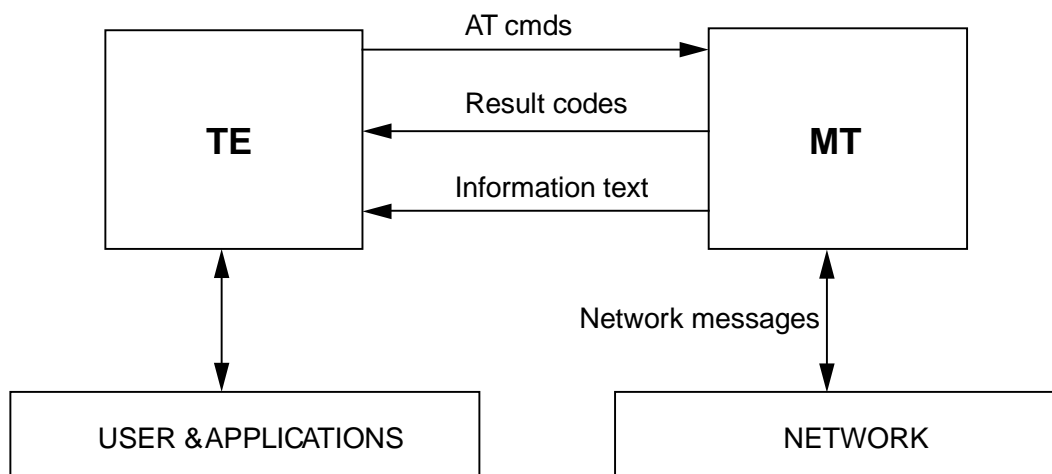 AT cmds
Result codes
TE
MT
Information text
Network messages
USER & APPLICATIONS
NETWORK